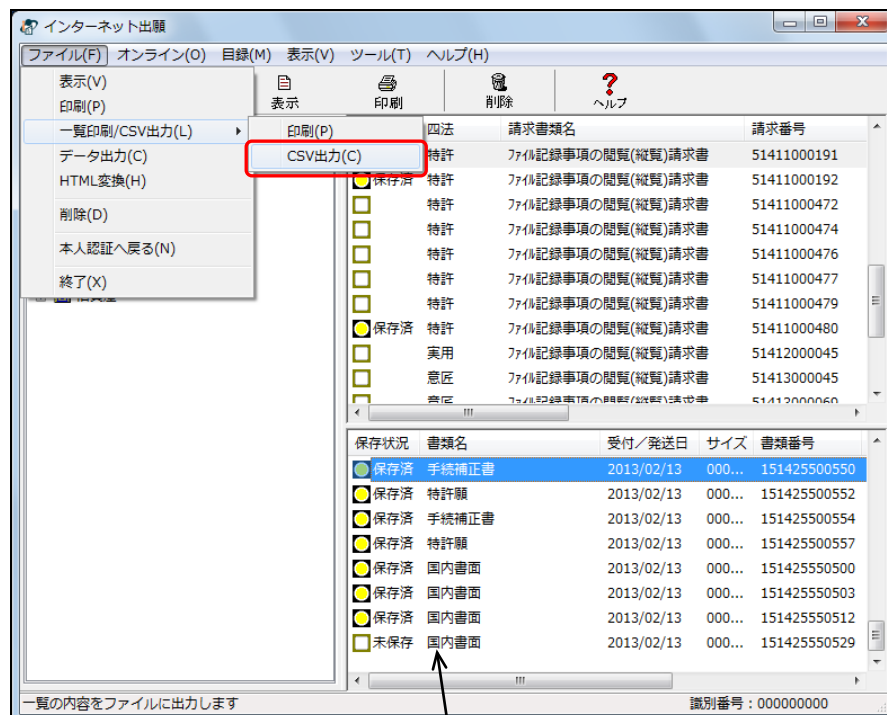 インターネット出願
ファイル(F) オンライン(O) 目録(M) 表示(V) ツール(T) ヘルプ(H)
表示 印刷 削除 ヘルプ
表示(V)
印刷(P)
一覧印刷/CSV出力(L)
データ出力(C)
HTML変換(H)
削除(D)
本人認証へ戻る(N)
終了(X)
印刷(P)
CSV出力(C)
四法 請求書類名 請求番号
特許 ファイル記録事項の閲覧(縦覧)請求書 51411000191
保存済 特許 ファイル記録事項の閲覧(縦覧)請求書 51411000192
特許 ファイル記録事項の閲覧(縦覧)請求書 51411000472
特許 ファイル記録事項の閲覧(縦覧)請求書 51411000474
特許 ファイル記録事項の閲覧(縦覧)請求書 51411000476
特許 ファイル記録事項の閲覧(縦覧)請求書 51411000477
特許 ファイル記録事項の閲覧(縦覧)請求書 51411000479
保存済 特許 ファイル記録事項の閲覧(縦覧)請求書 51411000480
実用 ファイル記録事項の閲覧(縦覧)請求書 51412000045
意匠 ファイル記録事項の閲覧(縦覧)請求書 51413000045
意匠 ファイル記録事項の閲覧(縦覧)請求書 51413000060
保存状況 書類名 受付／発送日 サイズ 書類番号
保存済 手続補正書 2013/02/13 000... 151425500550
保存済 特許願 2013/02/13 000... 151425500552
保存済 手続補正書 2013/02/13 000... 151425500554
保存済 特許願 2013/02/13 000... 151425500557
保存済 国内書面 2013/02/13 000... 151425550500
保存済 国内書面 2013/02/13 000... 151425550503
保存済 国内書面 2013/02/13 000... 151425550512
未保存 国内書面 2013/02/13 000... 151425550529
一覧の内容をファイルに出力します 識別番号：000000000